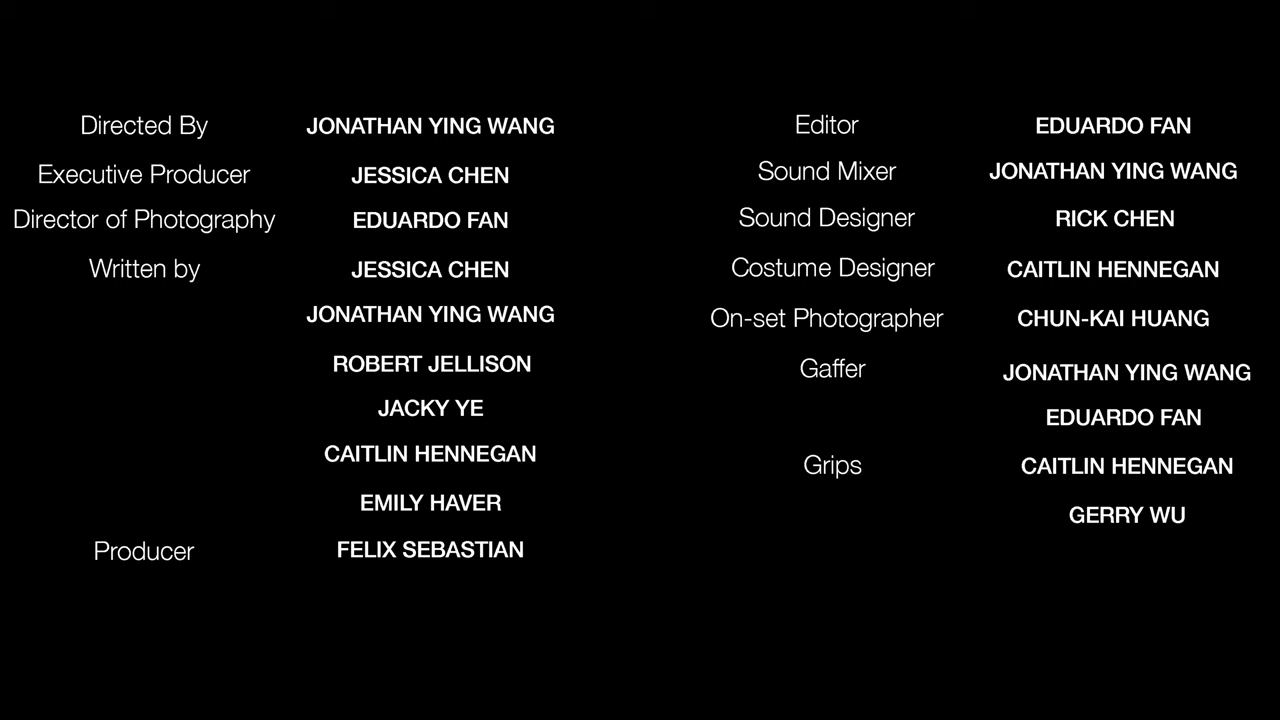 Directed By JONATHAN YING WANG
Executive Producer JESSICA CHEN
Director of Photography EDUARDO FAN
Written by JESSICA CHEN
JONATHAN YING WANG
ROBERT JELLISON
JACKY YE
CAITLIN HENNEGAN
EMILY HAVER
Producer FELIX SEBASTIAN
Editor EDUARDO FAN
Sound Mixer JONATHAN YING WANG
Sound Designer RICK CHEN
Costume Designer CAITLIN HENNEGAN
On-set Photographer CHUN-KAI HUANG
Gaffer JONATHAN YING WANG
EDUARDO FAN
Grips CAITLIN HENNEGAN
GERRY WU